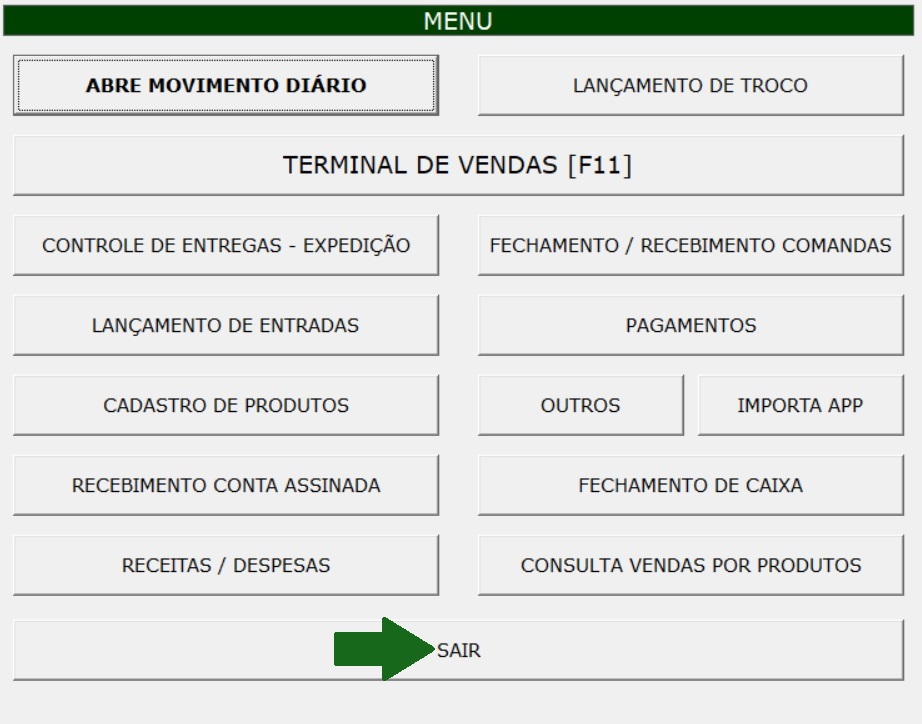 MENU
ABRE MOVIMENTO DIÁRIO
LANÇAMENTO DE TROCO
TERMINAL DE VENDAS [F11]
CONTROLE DE ENTREGAS - EXPEDIÇÃO
FECHAMENTO / RECEBIMENTO COMANDAS
LANÇAMENTO DE ENTRADAS
PAGAMENTOS
CADASTRO DE PRODUTOS
OUTROS
IMPORTA APP
RECEBIMENTO CONTA ASSINADA
FECHAMENTO DE CAIXA
RECEITAS / DESPESAS
CONSULTA VENDAS POR PRODUTOS
SAIR